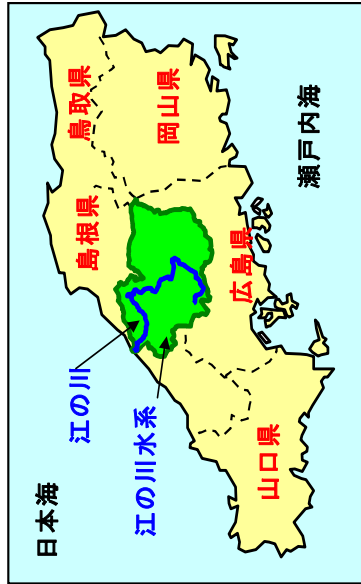 日本海
江の川
江の川水系
鳥取県
島根県
岡山県
広島県
山口県
瀬戸内海